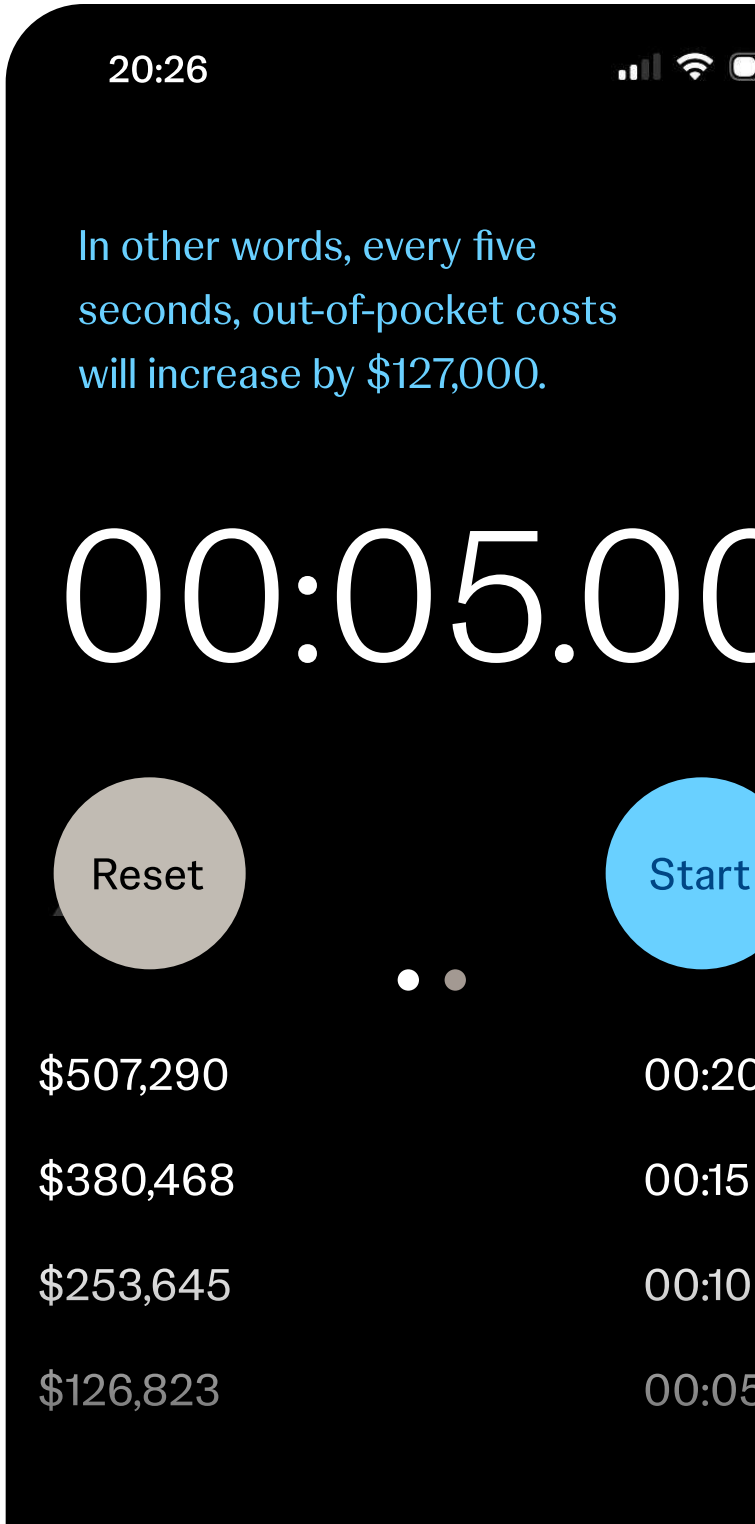 20:26
In other words, every five
seconds, out-of-pocket costs
will increase by $127,000.
00:05.00
Reset
Start
$507,290 00:20
$380,468 00:15
$253,645 00:10
$126,823 00:05